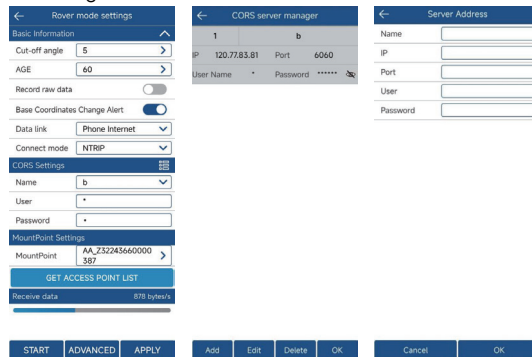 Rover mode settings
Basic Information
Cut-off angle 5
AGE 60
Record raw data
Base Coordinates Change Alert
Data link Phone Internet
Connect mode NTRIP
CORS Settings
Name b
User *
Password •
MountPoint Settings
MountPoint AA_Z32243660000
387
GET ACCESS POINT LIST
Receive data 878 bytes/s
START ADVANCED APPLY
CORS server manager
1 b
IP 120.77.83.81 Port 6060
User Name * Password ******
Add Edit Delete OK
Server Address
Name
IP
Port
User
Password
Cancel OK